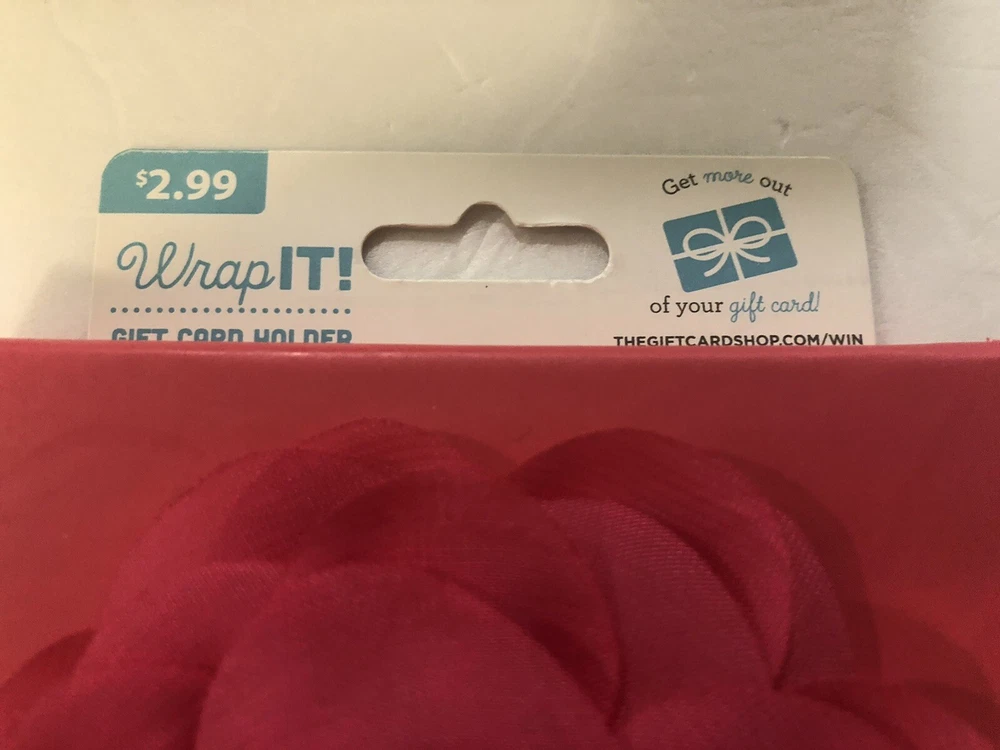 $2.99
WrapIT!
GIFT CARD HOLDER
Get more out
of your gift card!
THEGIFTCARDSHOP.COM/WIN